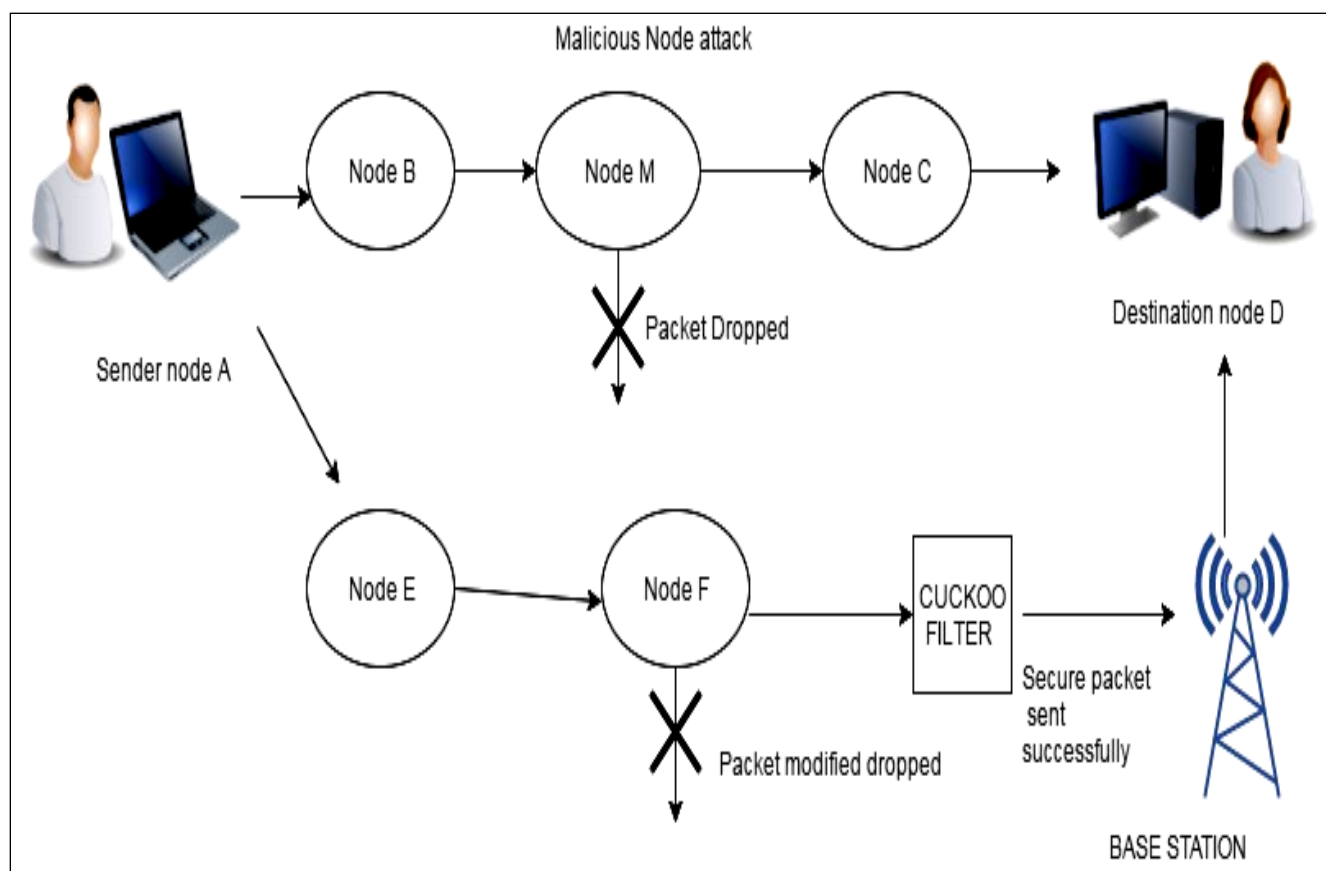 Malicious Node attack
Node B
Node M
Node C
Packet Dropped
Destination node D
Sender node A
Node E
Node F
CUCKOO
FILTER
Secure packet
sent
successfully
Packet modified dropped
BASE STATION